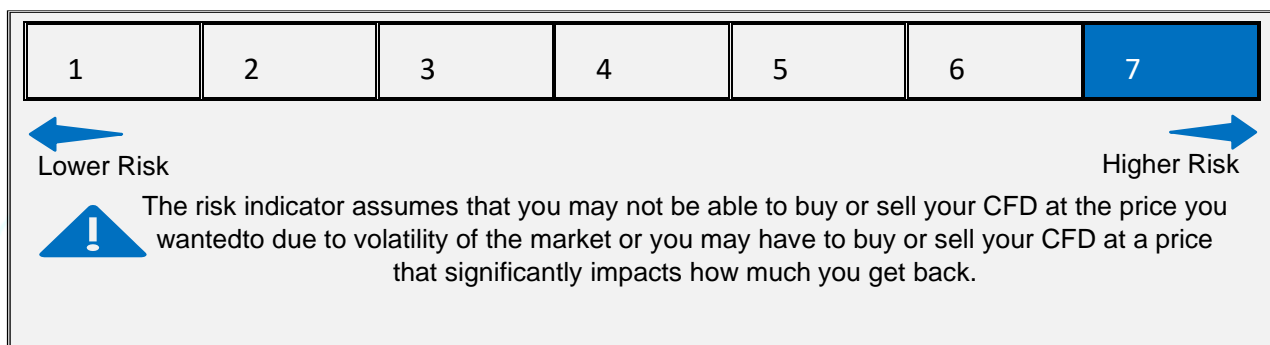 1 2 3 4 5 6 7
Lower Risk Higher Risk
The risk indicator assumes that you may not be able to buy or sell your CFD at the price you
wantedto due to volatility of the market or you may have to buy or sell your CFD at a price
that significantly impacts how much you get back.